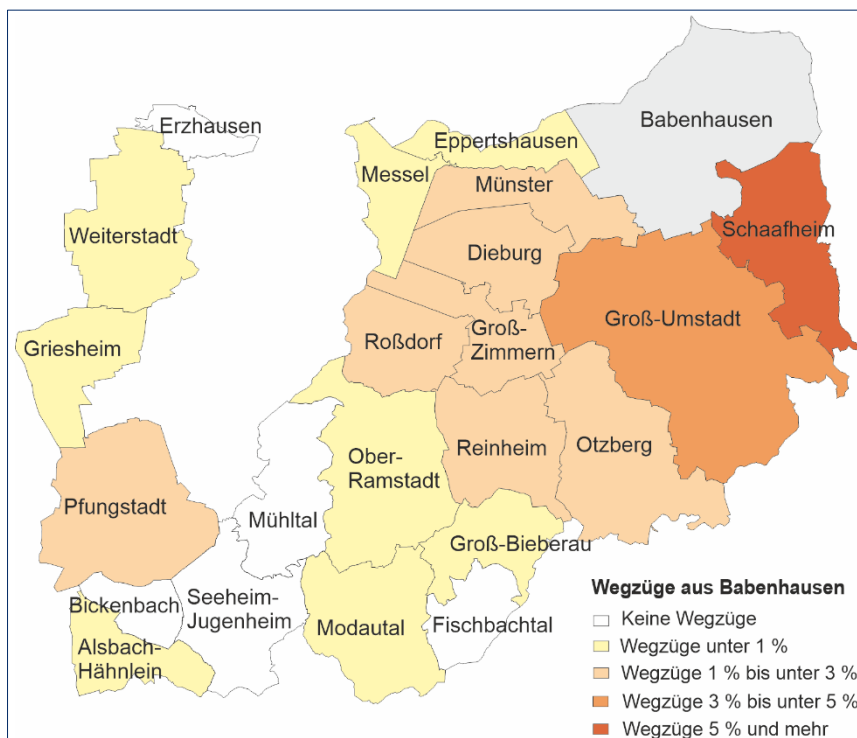 Erzhausen
Babenhausen
Eppertshausen
Messel
Münster
Schaafheim
Weiterstadt
Dieburg
Groß-Umstadt
Griesheim
Roßdorf
Groß-
Zimmern
Ober-
Ramstadt
Reinheim
Otzberg
Pfungstadt
Mühltal
Groß-Bieberau
Bickenbach
Seeheim-
Jugenheim
Alsbach-
Hähnlein
Modautal
Fischbachtal
Wegzüge aus Babenhausen
Keine Wegzüge
Wegzüge unter 1 %
Wegzüge 1 % bis unter 3 %
Wegzüge 3 % bis unter 5 %
Wegzüge 5 % und mehr